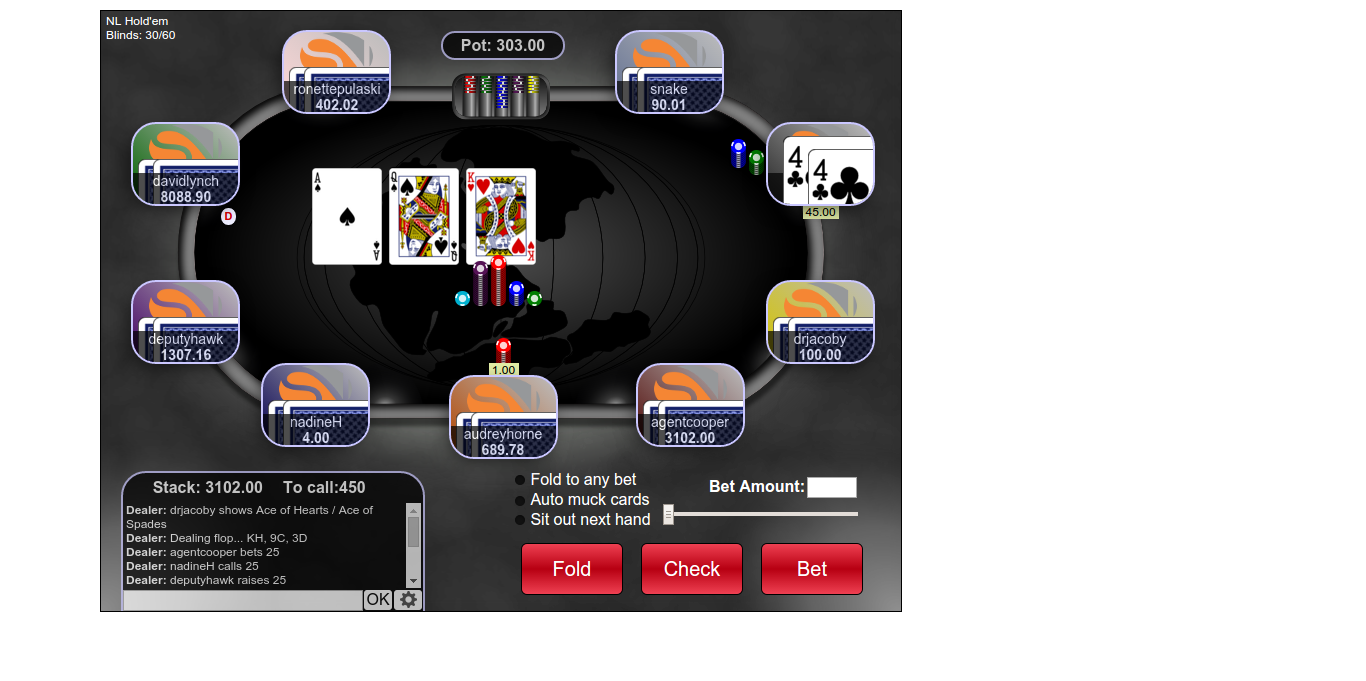 NL Hold'em
Blinds: 30/60
Pot: 303.00
ronettepulaski
402.02
snake
90.01
davidlynch
8088.90
4
4
45.00
D
A
A
Q
Q
K
K
deputyhawk
1307.16
drjacoby
100.00
1.00
nadineH
4.00
audreyhorne
689.78
agentcooper
3102.00
Stack: 3102.00 To call:450
Dealer: drjacoby shows Ace of Hearts / Ace of
Spades
Dealer: Dealing flop... KH, 9C, 3D
Dealer: agentcooper bets 25
Dealer: nadineH calls 25
Dealer: deputyhawk raises 25
OK
Fold to any bet
Auto muck cards
Sit out next hand
Bet Amount:
Fold
Check
Bet